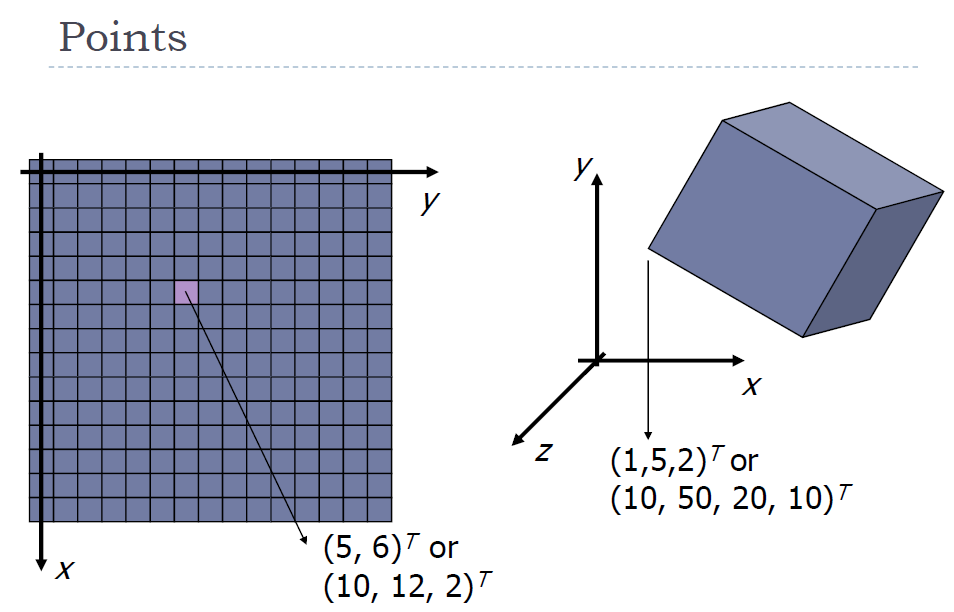 Points
y
x
(5, 6)ᵀ or
(10, 12, 2)ᵀ
y
x
z
(1,5,2)ᵀ or
(10, 50, 20, 10)ᵀ